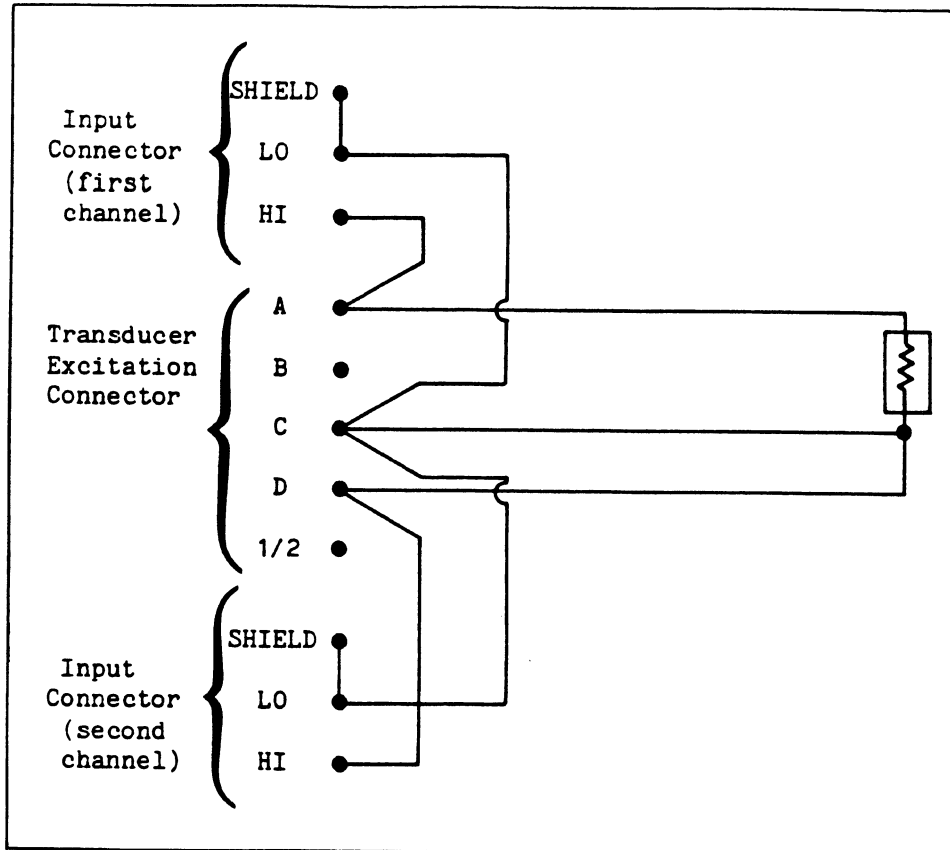 SHIELD
Input
Connector
(first
channel)
LO
HI
A
Transducer
Excitation
Connector
B
C
D
1/2
SHIELD
Input
Connector
(second
channel)
LO
HI